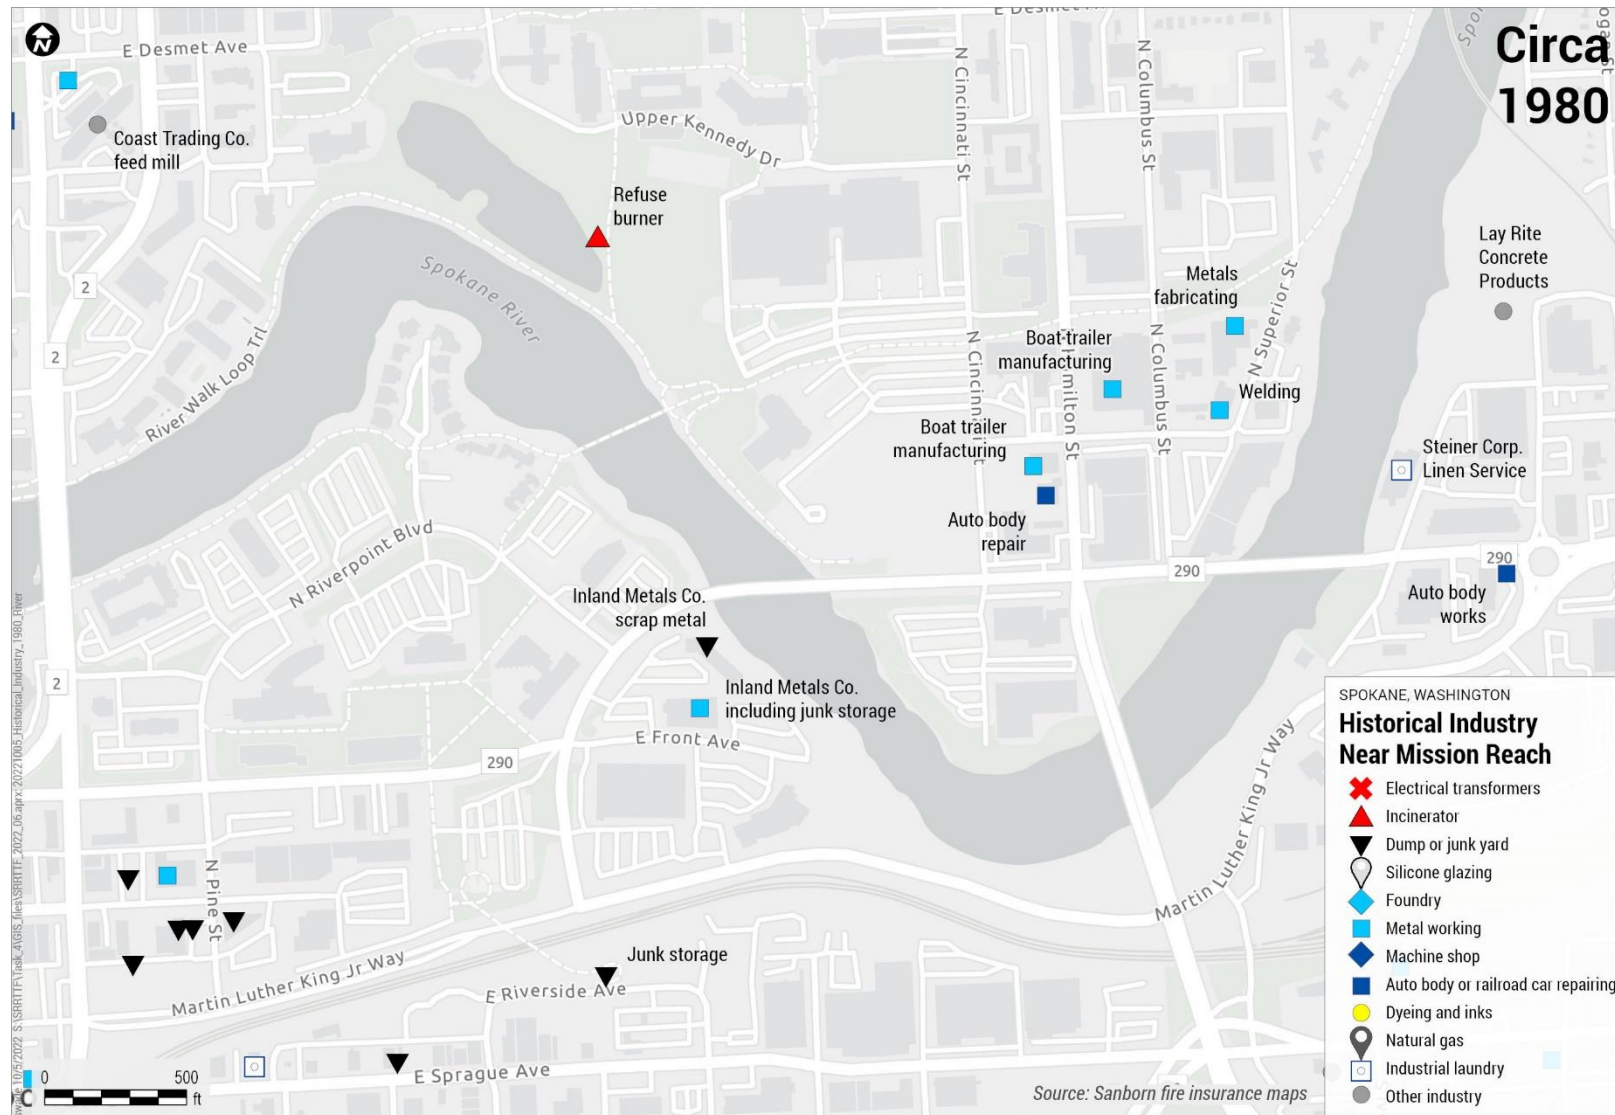 N
E Desmet Ave
E Desmet
Circa
1980
Coast Trading Co.
feed mill
Upper Kennedy Dr
N Cincinnati St
N Columbus St
Refuse
burner
Spokane River
2
2
River Walk Loop Trl
Lay Rite
Concrete
Products
Metals
fabricating
N Superior St
Boat trailer
manufacturing
N Columbus St
Welding
Boat trailer
manufacturing
Steiner Corp.
Linen Service
Auto body
repair
N Riverpoint Blvd
290
290
Auto body
works
Inland Metals Co.
scrap metal
2
Inland Metals Co.
including junk storage
E Front Ave
290
Martin Luther King Jr Way
N Pine St
Junk storage
Martin Luther King Jr Way
E Riverside Ave
E Sprague Ave
0 500
ft
Source: Sanborn fire insurance maps
SPOKANE, WASHINGTON
Historical Industry
Near Mission Reach
Electrical transformers
Incinerator
Dump or junk yard
Silicone glazing
Foundry
Metal working
Machine shop
Auto body or railroad car repairing
Dyeing and inks
Natural gas
Industrial laundry
Other industry